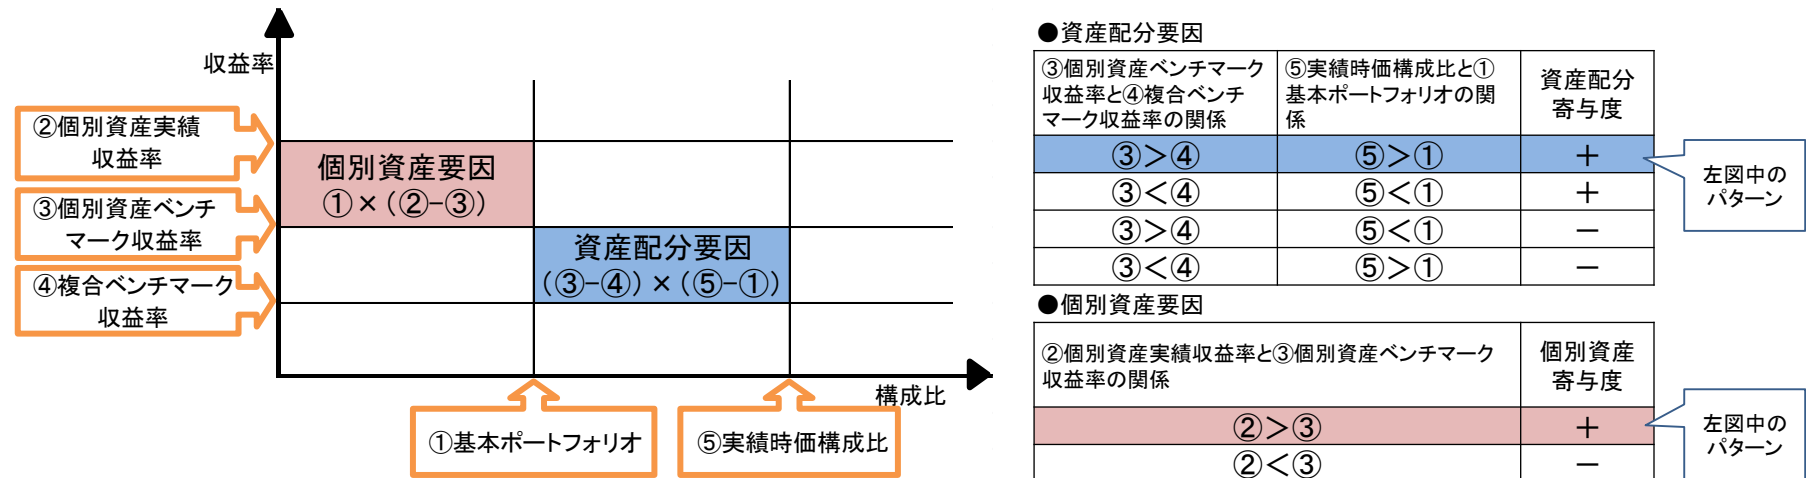 収益率
②個別資産実績
収益率
③個別資産ベンチ
マーク収益率
④複合ベンチマーク
収益率
個別資産要因
①×(②-③)
資産配分要因
(③-④)×(⑤-①)
構成比
①基本ポートフォリオ
⑤実績時価構成比
●資産配分要因
③個別資産ベンチマーク
収益率と④複合ベンチ
マーク収益率の関係
⑤実績時価構成比と①
基本ポートフォリオの関
係
資産配分
寄与度
③>④ ⑤>① +
③<④ ⑤<① +
③>④ ⑤<① -
③<④ ⑤>① -
左図中の
パターン
●個別資産要因
②個別資産実績収益率と③個別資産ベンチマーク
収益率の関係
個別資産
寄与度
②>③ +
②<③ -
左図中の
パターン